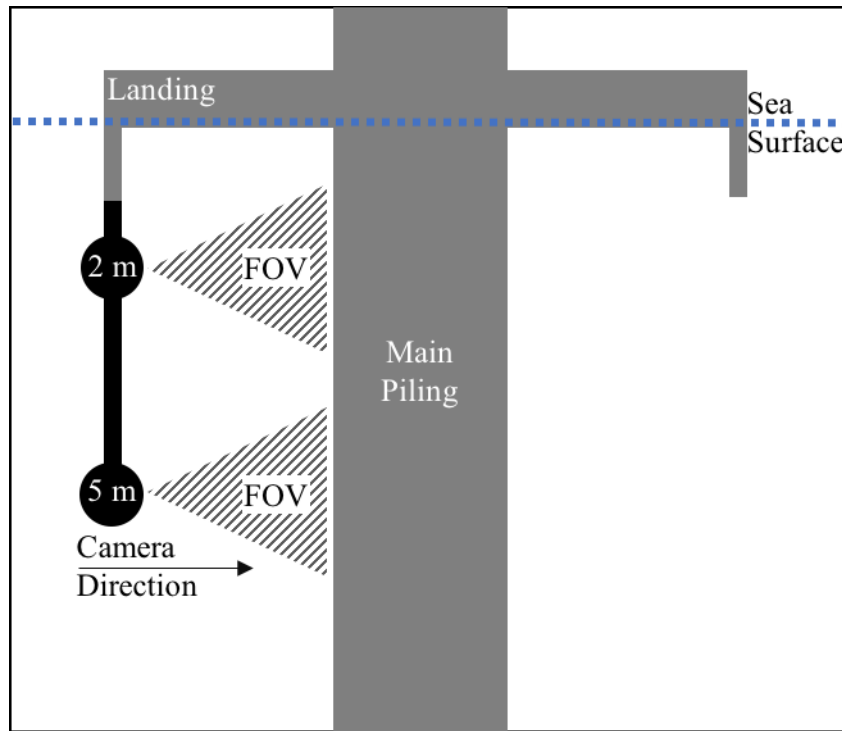 Landing
Sea
Surface
2 m
FOV
Main
Piling
5 m
FOV
Camera
Direction